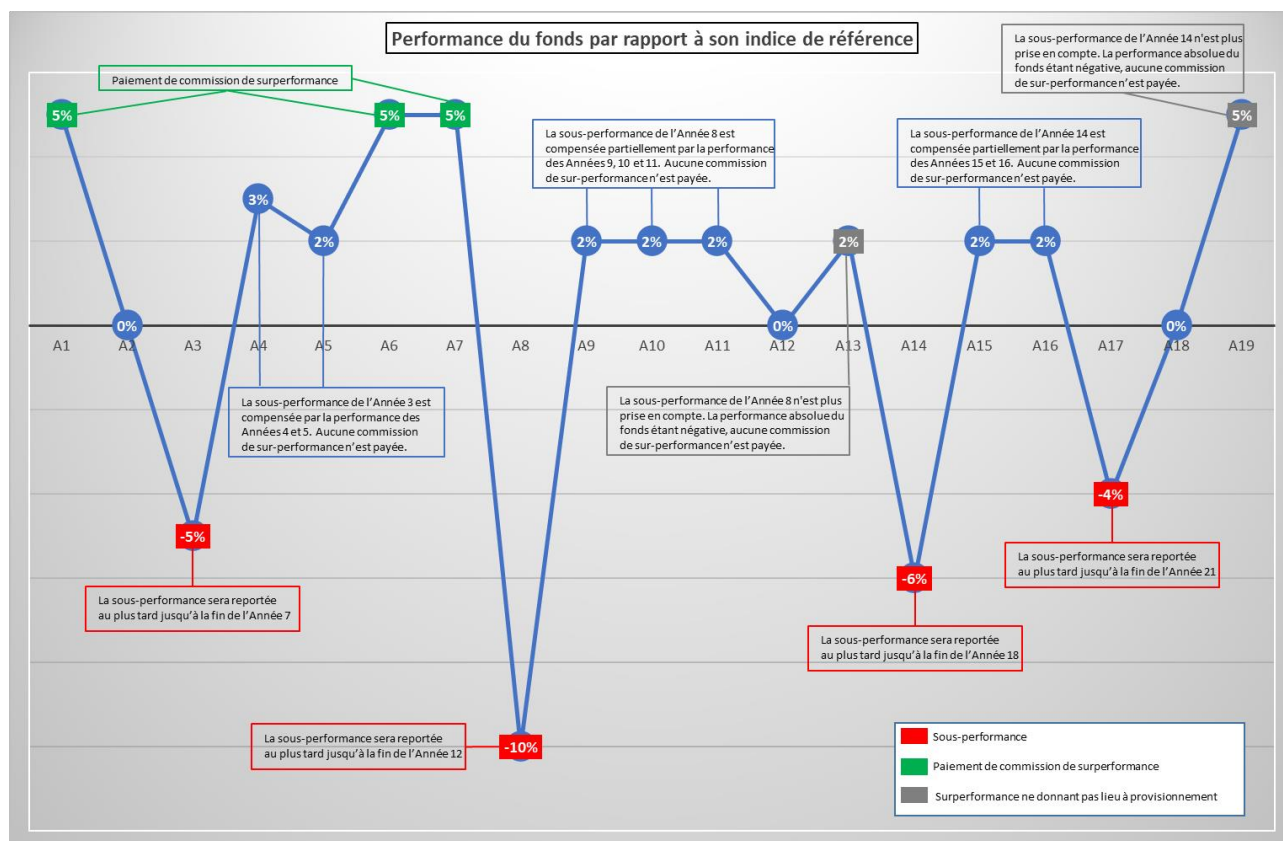 Performance du fonds par rapport à son indice de référence
La sous-performance de l'Année 14 n'est plus
prise en compte. La performance absolue du
fonds étant négative, aucune commission
de sur-performance n'est payée.
Paiement de commission de surperformance
5%
5%
5%
5%
La sous-performance de l'Année 8 est
compensée partiellement par la performance
des Années 9, 10 et 11. Aucune commission
de sur-performance n'est payée.
La sous-performance de l'Année 14 est
compensée partiellement par la performance
des Années 15 et 16. Aucune commission
de sur-performance n'est payée.
3%
2%
2%
2%
2%
2%
2%
2%
0%
0%
0%
A1
A2
A3
A4
A5
A6
A7
A8
A9
A10
A11
A12
A13
A14
A15
A16
A17
A18
A19
La sous-performance de l'Année 3 est
compensée par la performance des
Années 4 et 5. Aucune commission
de sur-performance n'est payée.
La sous-performance de l'Année 8 n'est plus
prise en compte. La performance absolue du
fonds étant négative, aucune commission
de sur-performance n'est payée.
-4%
-5%
La sous-performance sera reportée
au plus tard jusqu'à la fin de l'Année 21
-6%
La sous-performance sera reportée
au plus tard jusqu'à la fin de l'Année 7
La sous-performance sera reportée
au plus tard jusqu'à la fin de l'Année 18
La sous-performance sera reportée
au plus tard jusqu'à la fin de l'Année 12
-10%
Sous-performance
Paiement de commission de surperformance
Surperformance ne donnant pas lieu à provisionnement